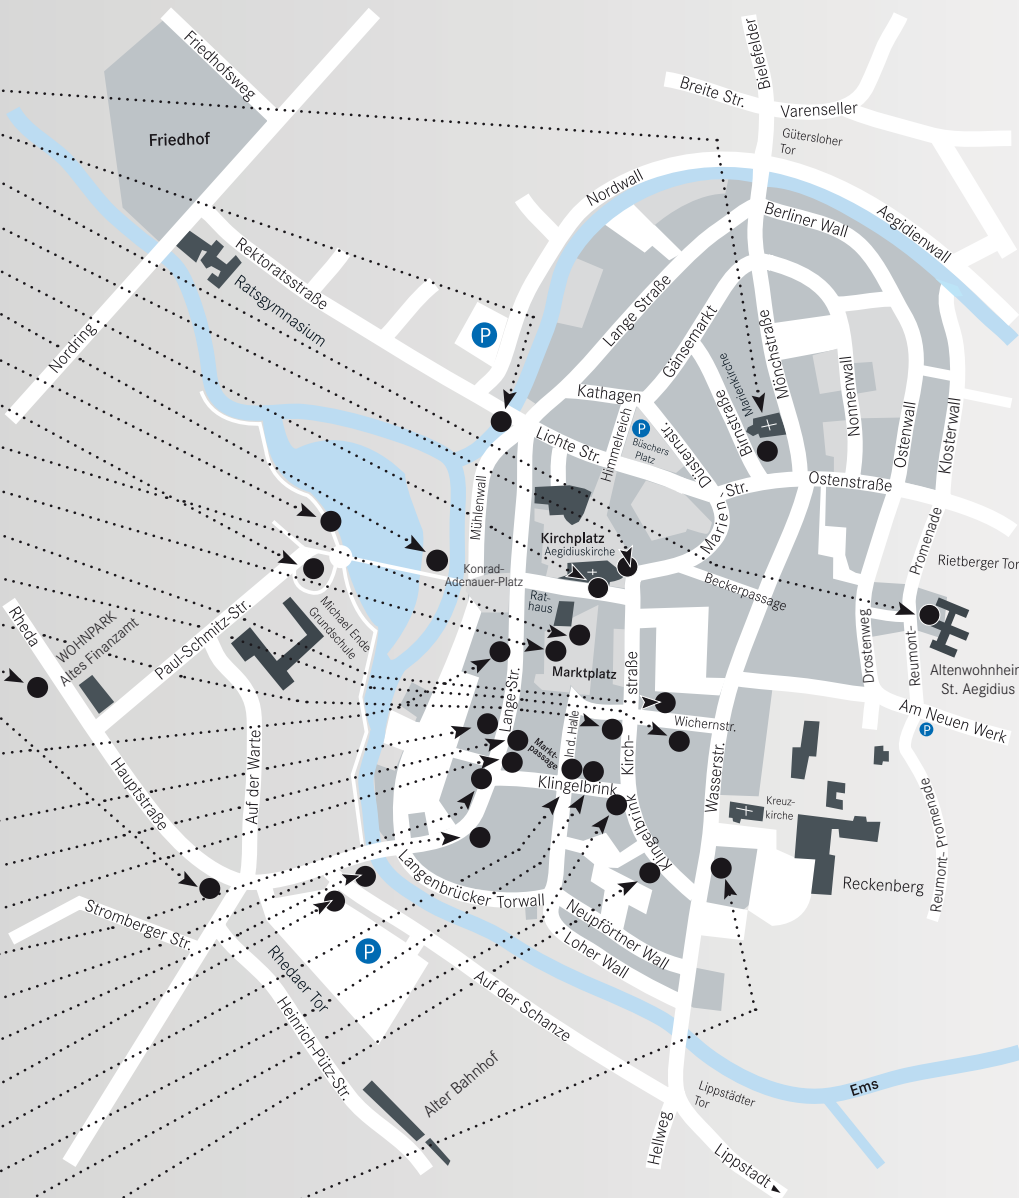 Friedhofsweg
Bielefelder
Breite Str.
Varenseller
Gütersloher
Tor
Friedhof
Nordwall
Aegidienwall
Berliner Wall
Rektoratsstraße
Ratsgymnasium
Nordring
P
Lange Straße
Gänsemarkt
Mönchstraße
Marienkirche
Birnstraße
Nonnenwall
Ostenwall
Klosterwall
Kathagen
Himmelreich
P
Büschers
Platz
Düsternstr.
Lichte Str.
Marien-
Str.
Ostenstraße
Mühlenwall
Kirchplatz
Aegidiuskirche
Promenade
Rietberger Tor
Konrad-
Adenauer-Platz
Beckerpassage
Rat-
haus
Michael Ende
Grundschule
Rheda
WOHNPARK
Altes Finanzamt
Paul-Schmitz-Str.
Marktplatz
straße
Kirch-
Drostenweg
Reumont-
Altenwohnheim
St. Aegidius
Lange Str.
Wichernstr.
Am Neuen Werk
P
In d. Halle
Markt-
passage
Klingelbrink
Klingelbrink
Wasserstr.
Kreuz-
kirche
Hauptstraße
Auf der Warte
Reumont- Promenade
Reckenberg
Langenbrücker Torwall
Neupförtner Wall
Loher Wall
Stromberger Str.
Rhedaer Tor
P
Auf der Schanze
Heinrich-Pütz-Str.
Alter Bahnhof
Ems
Lippstädter
Tor
Hellweg
Lippstadt